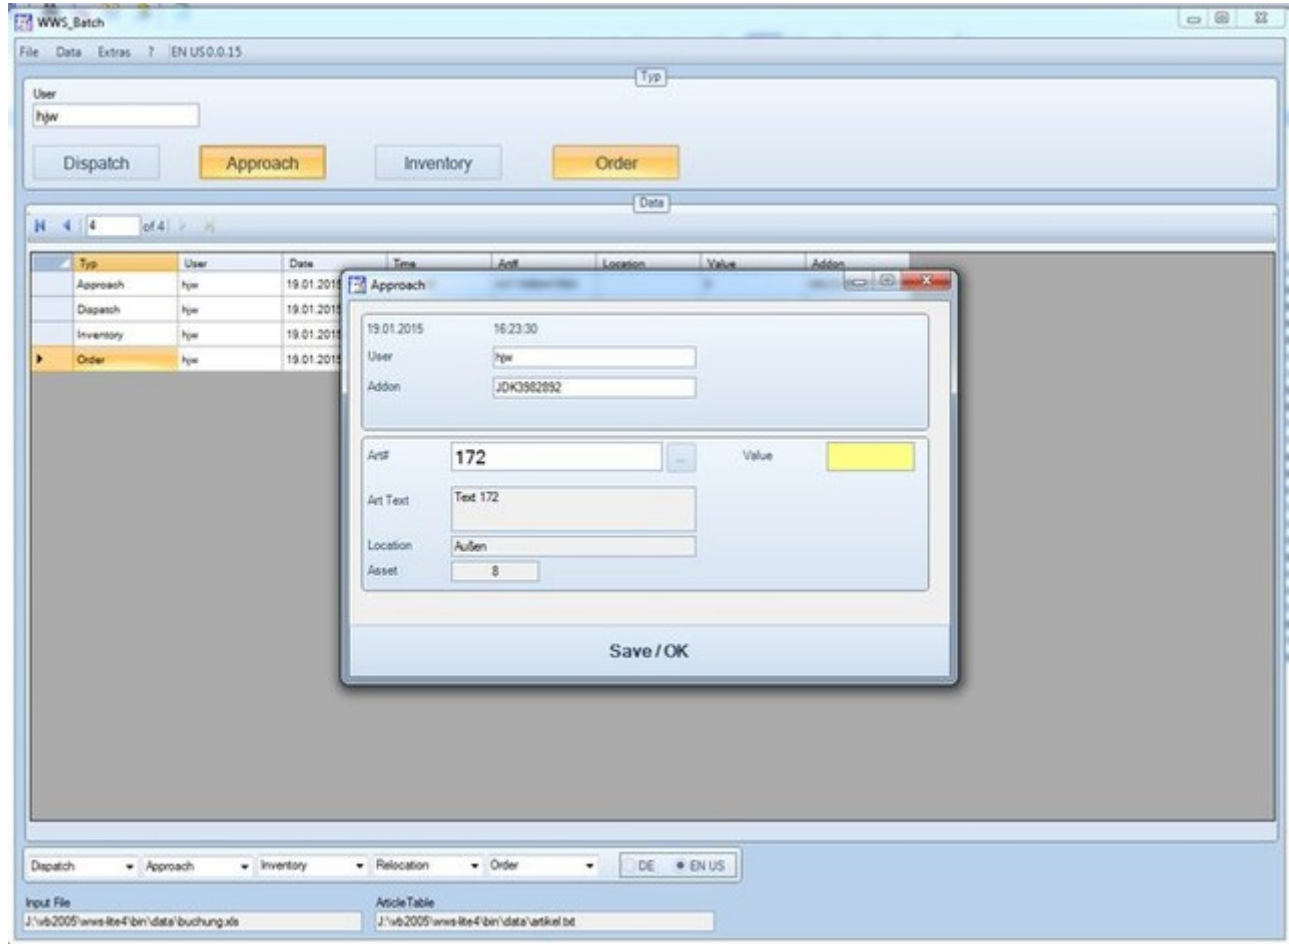 WWS_Batch
File Data Extras ? EN US 0.0.15
Typ
User
hjw
Dispatch Approach Inventory Order
Data
4 of 4
Typ User Date Time Art# Location Value Addon
Approach hjw 19.01.2015
Dispatch hjw 19.01.2015
Inventory hjw 19.01.2015
Order hjw 19.01.2015
Approach
19.01.2015 16:23:30
User hjw
Addon JDK3982892
Art# 172 ... Value
Art Text Text 172
Location Außen
Asset 8
Save / OK
Dispatch Approach Inventory Relocation Order DE EN US
Input File ArticleTable
J:\vb2005\wws-lite4\bin\data\buchung.xls J:\vb2005\wws-lite4\bin\data\artikel.txt